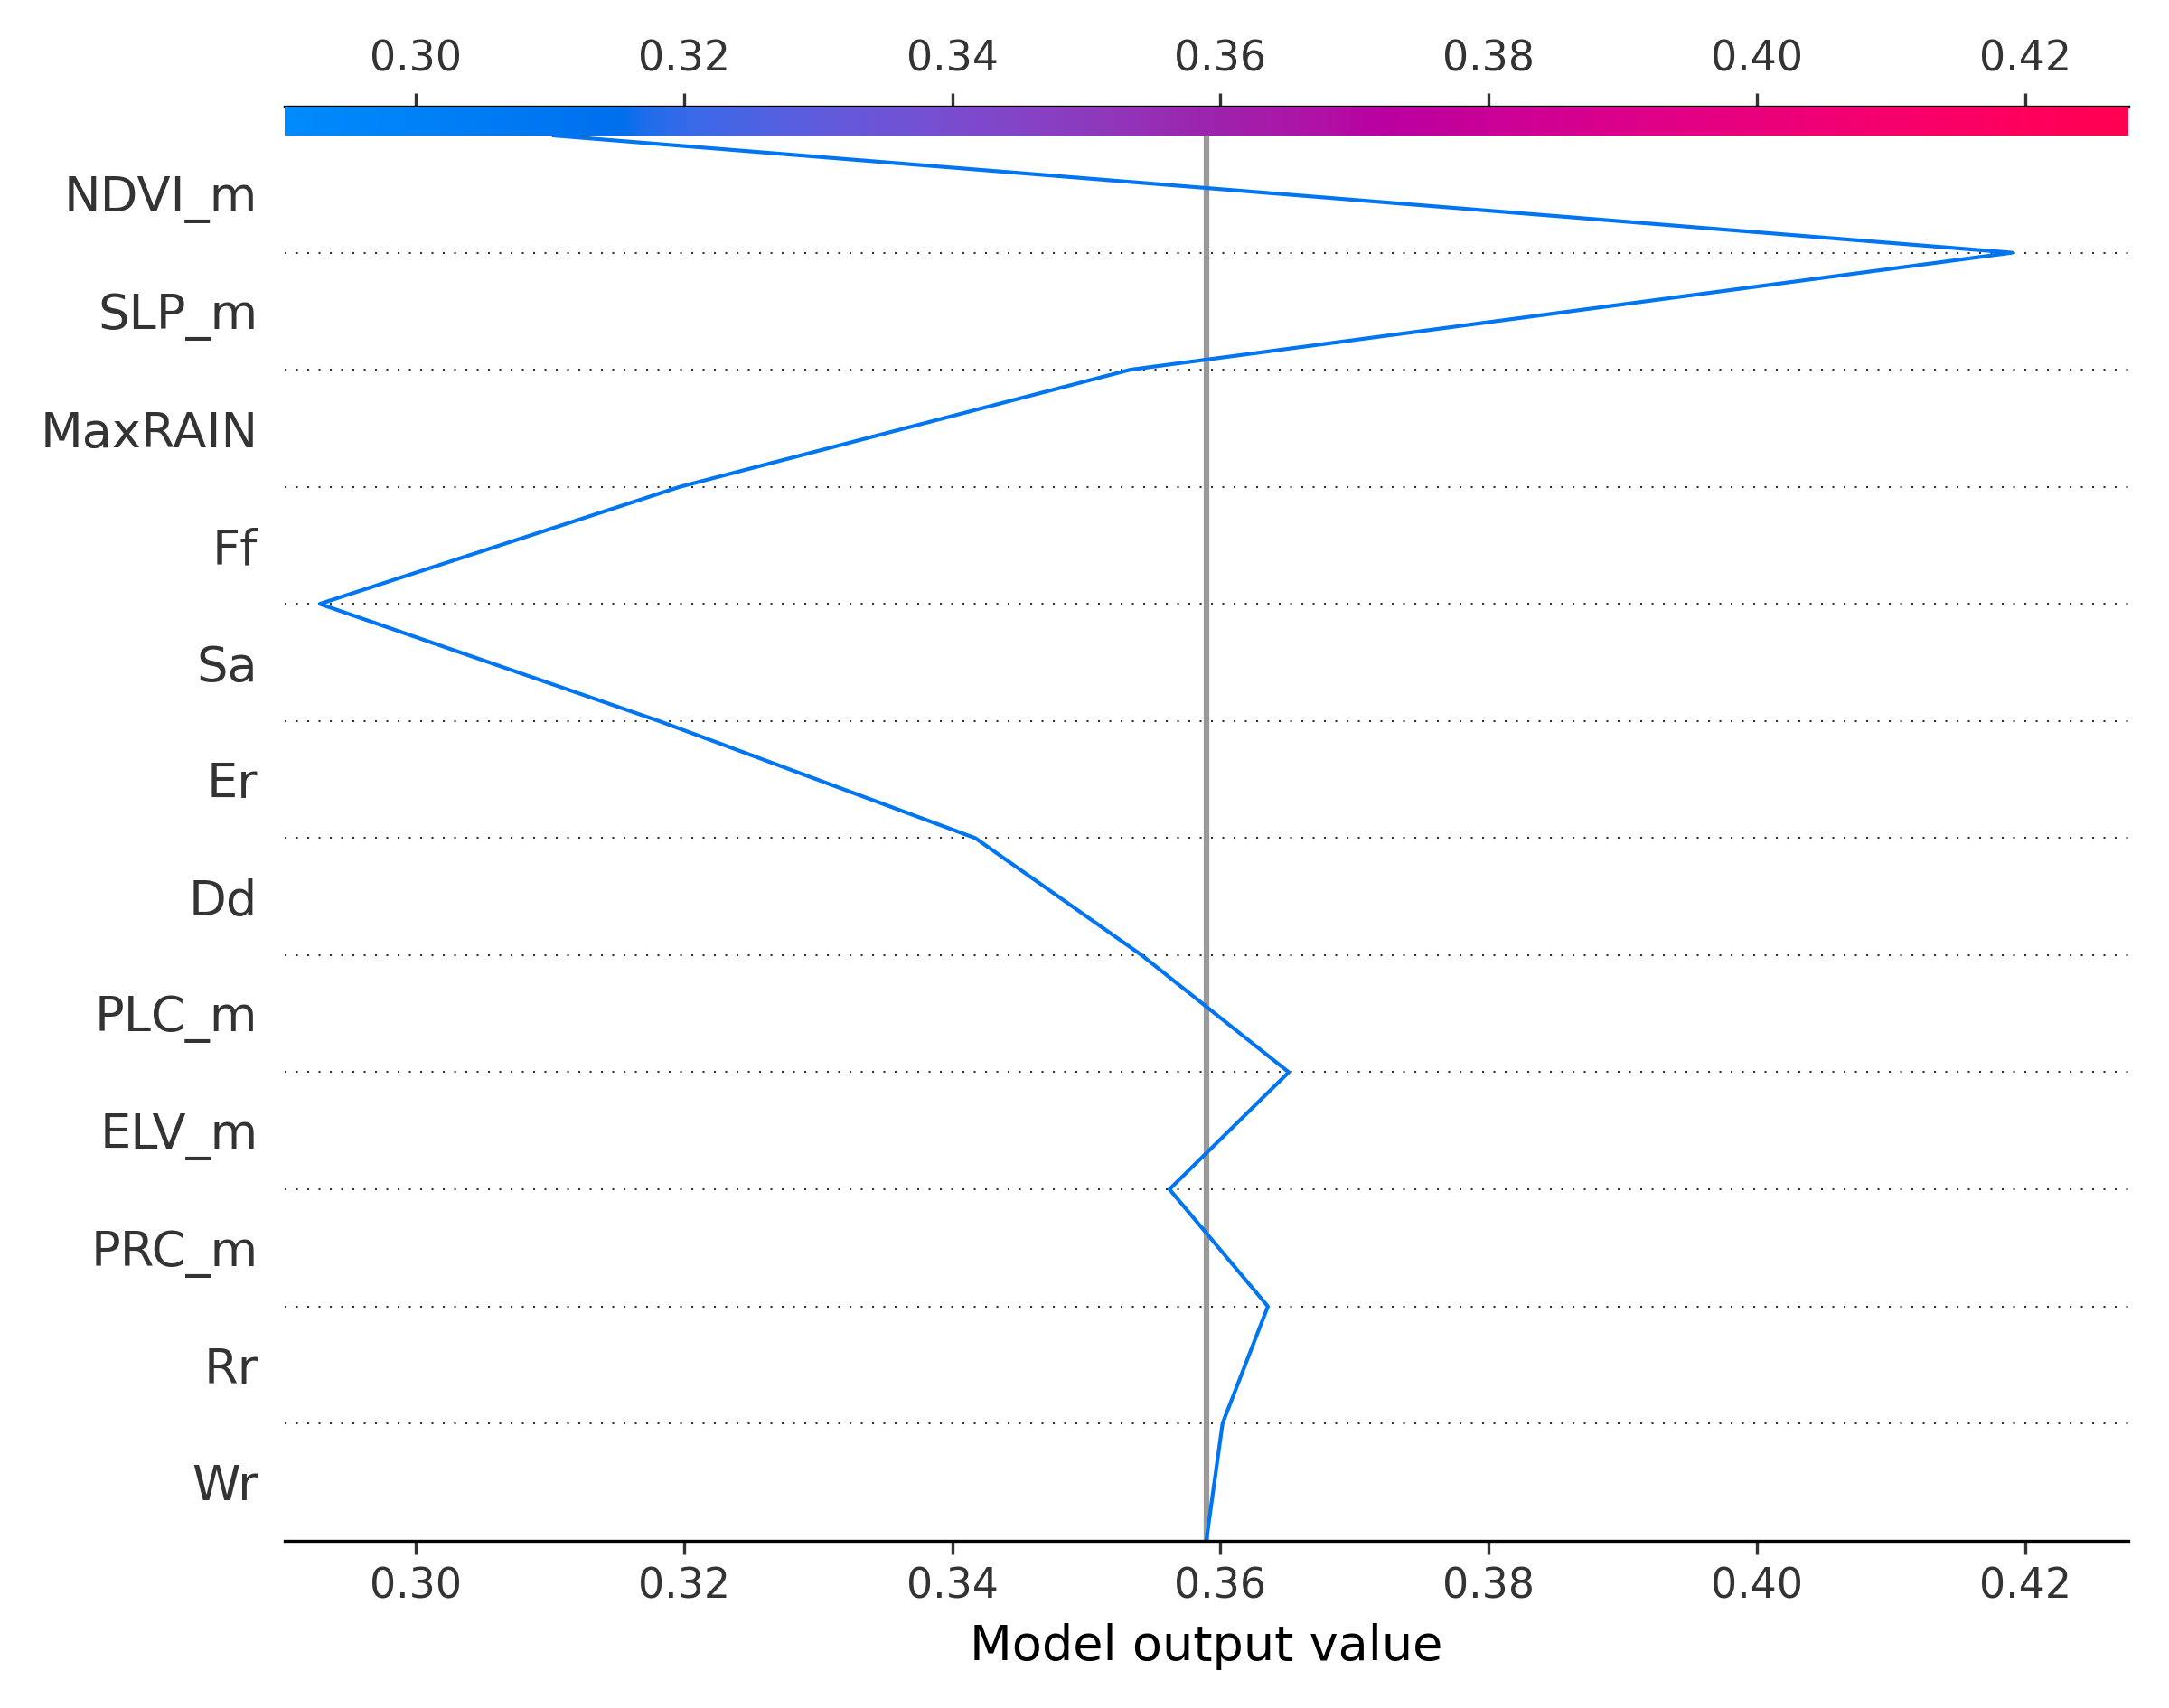 0.30 0.32 0.34 0.36 0.38 0.40 0.42
NDVI_m
SLP_m
MaxRAIN
Ff
Sa
Er
Dd
PLC_m
ELV_m
PRC_m
Rr
Wr
0.30 0.32 0.34 0.36 0.38 0.40 0.42
Model output value